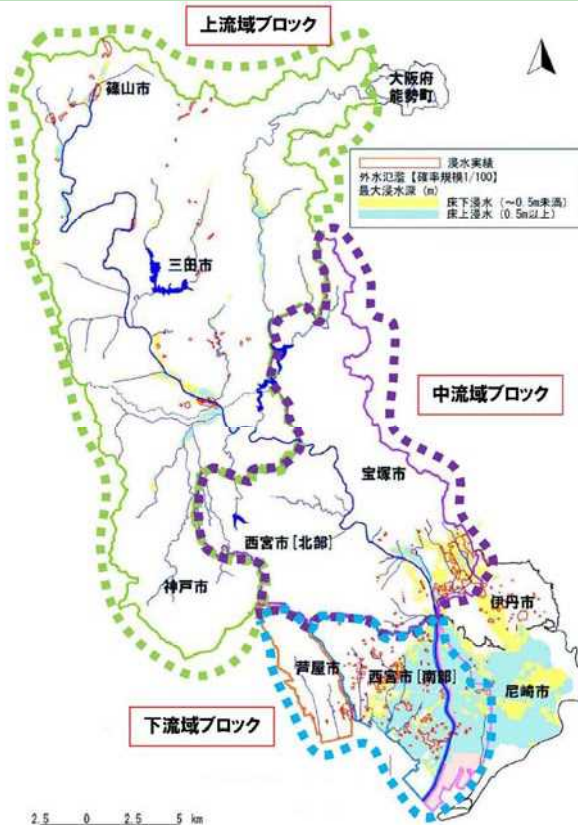 上流域ブロック
大阪府
能勢町
篠山市
浸水実績
外水氾濫【確率規模1/100】
最大浸水深 (m)
床下浸水 (～0.5m未満)
床上浸水 (0.5m以上)
三田市
中流域ブロック
宝塚市
西宮市[北部]
神戸市
伊丹市
芦屋市
西宮市[南部]
尼崎市
下流域ブロック
2.5 0 2.5 5 km